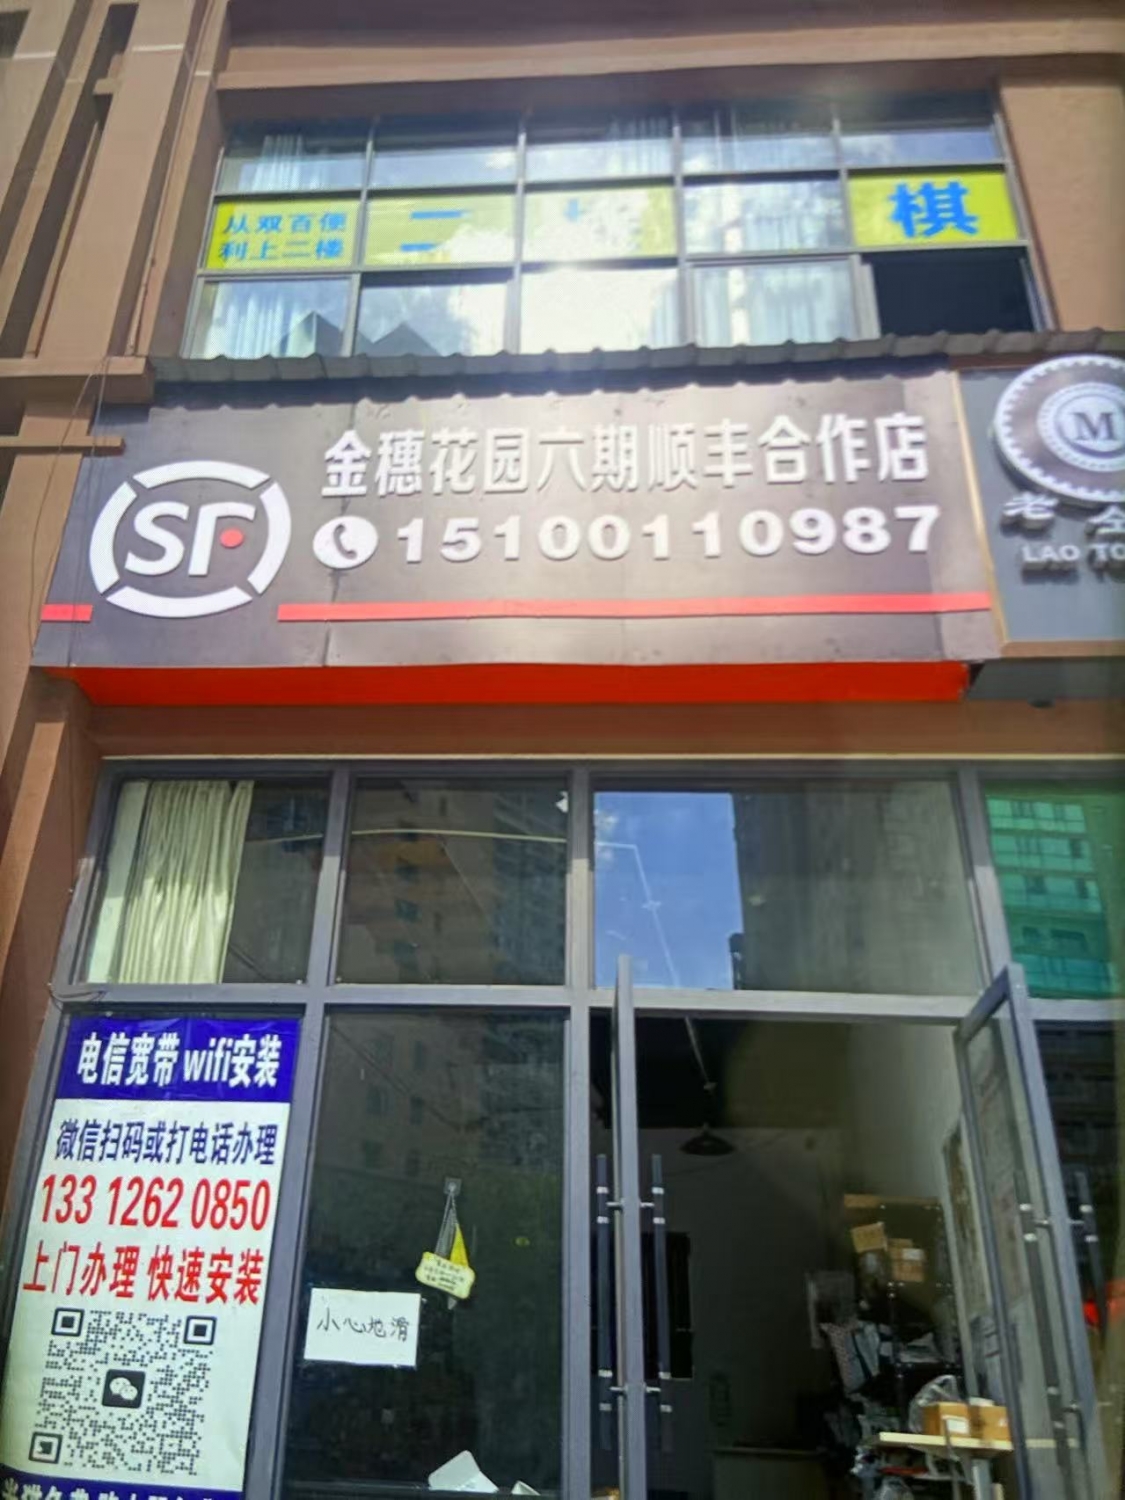 从双百便
利上二楼
二
棋
SF
金穗花园六期顺丰合作店
15100110987
M
老
LAO TO
电信宽带 wifi安装
微信扫码或打电话办理
133 1262 0850
上门办理 快速安装
小心地滑